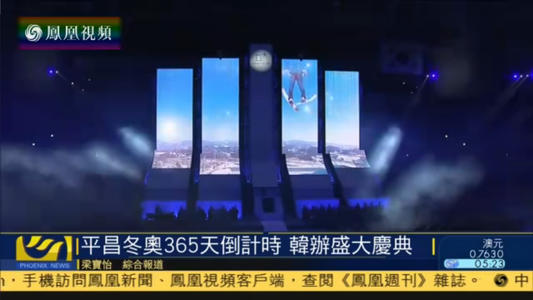 鳳凰視頻
平昌冬奧365天倒計時 韓辦盛大慶典
PHOENIX NEWS
梁寶怡 綜合報道
澳元
0.7630
05:23
n，手機訪問鳳凰新聞、鳳凰視頻客戶端，查閱《鳳凰週刊》雜誌。